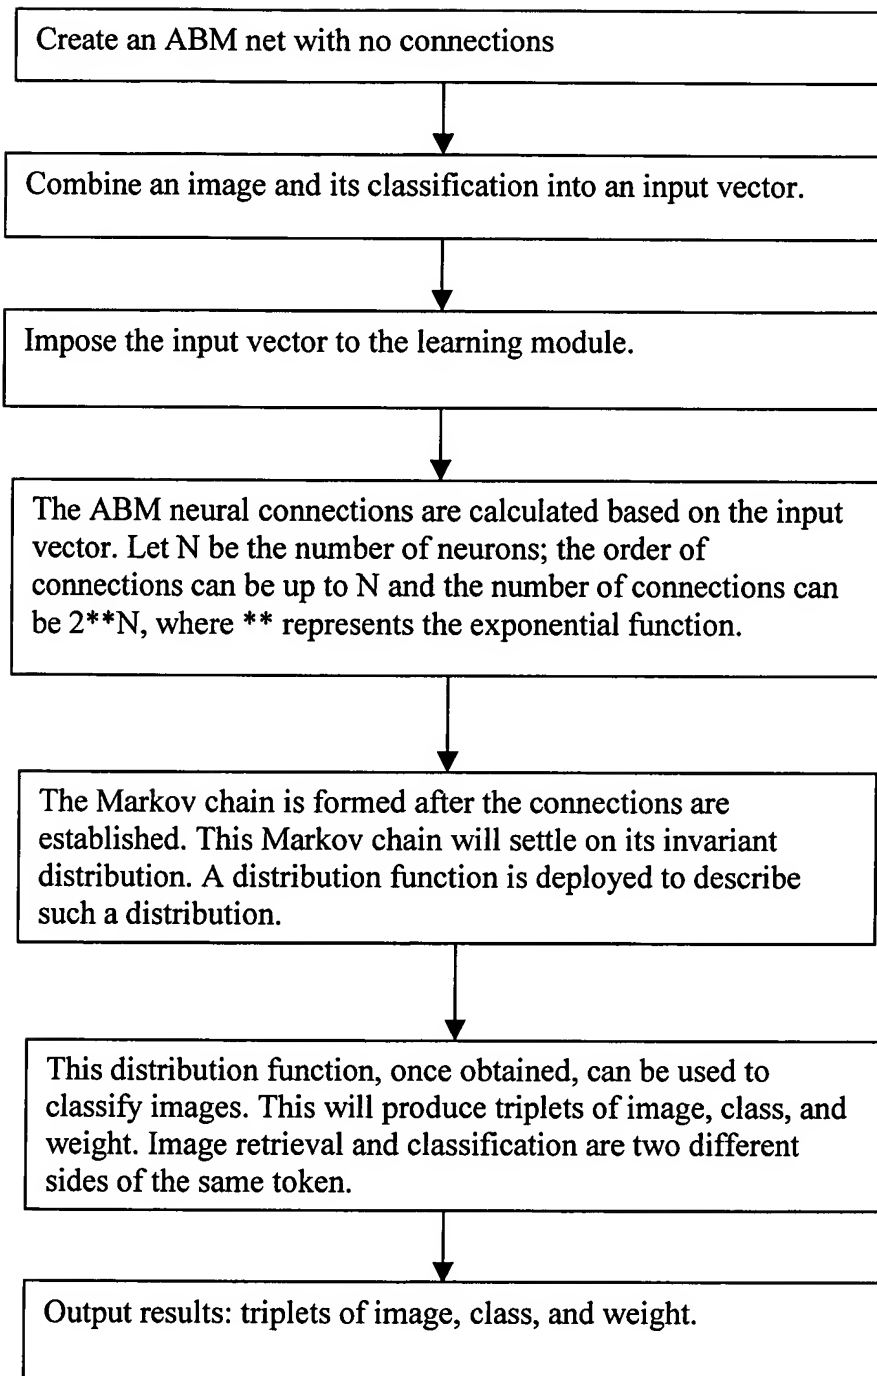 Create an ABM net with no connections
Combine an image and its classification into an input vector.
Impose the input vector to the learning module.
The ABM neural connections are calculated based on the input
vector. Let N be the number of neurons; the order of
connections can be up to N and the number of connections can
be 2**N, where ** represents the exponential function.
The Markov chain is formed after the connections are
established. This Markov chain will settle on its invariant
distribution. A distribution function is deployed to describe
such a distribution.
This distribution function, once obtained, can be used to
classify images. This will produce triplets of image, class, and
weight. Image retrieval and classification are two different
sides of the same token.
Output results: triplets of image, class, and weight.